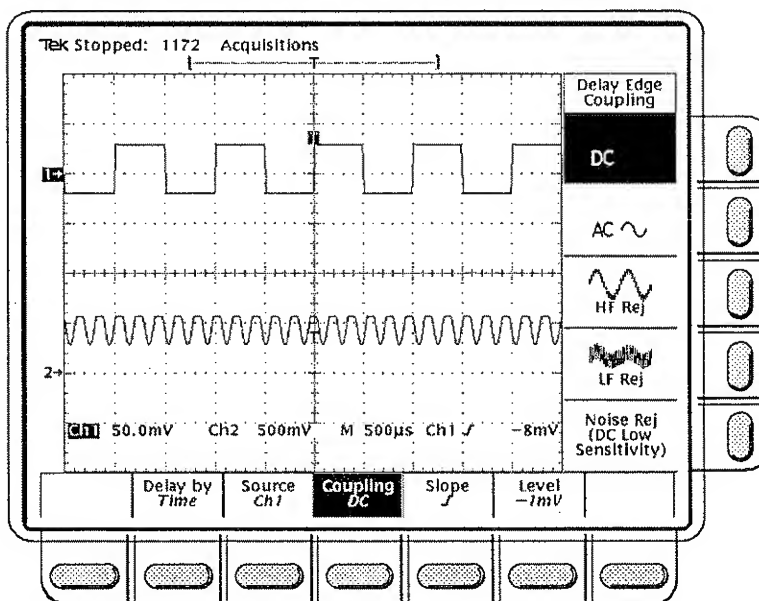 Tek Stopped: 1172 Acquisitions
T
Delay Edge
Coupling
DC
1→
AC
HF Rej
LF Rej
2→
Ch1 50.0mV Ch2 500mV M 500µs Ch1 -8mV
Noise Rej
(DC Low
Sensitivity)
Delay by
Time
Source
Ch1
Coupling
DC
Slope
Level
-1mV